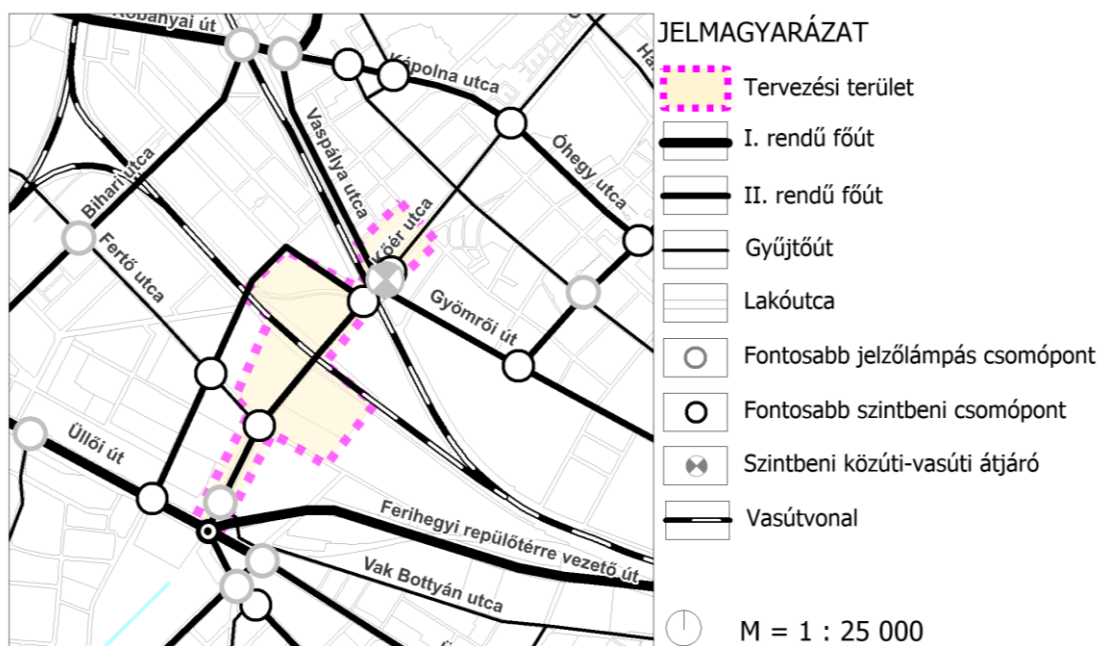 Kőbányai út
Kápolna utca
Vaspálya utca
Óhegy utca
Bihari utca
Kőér utca
Fertő utca
Gyömrői út
Üllői út
Ferihegyi repülőtérre vezető út
Vak Bottyán utca
JELMAGYARÁZAT
Tervezési terület
I. rendű főút
II. rendű főút
Gyűjtőút
Lakóutca
Fontosabb jelzőlámpás csomópont
Fontosabb szintbeni csomópont
Szintbeni közúti-vasúti átjáró
Vasútvonal
M = 1 : 25 000